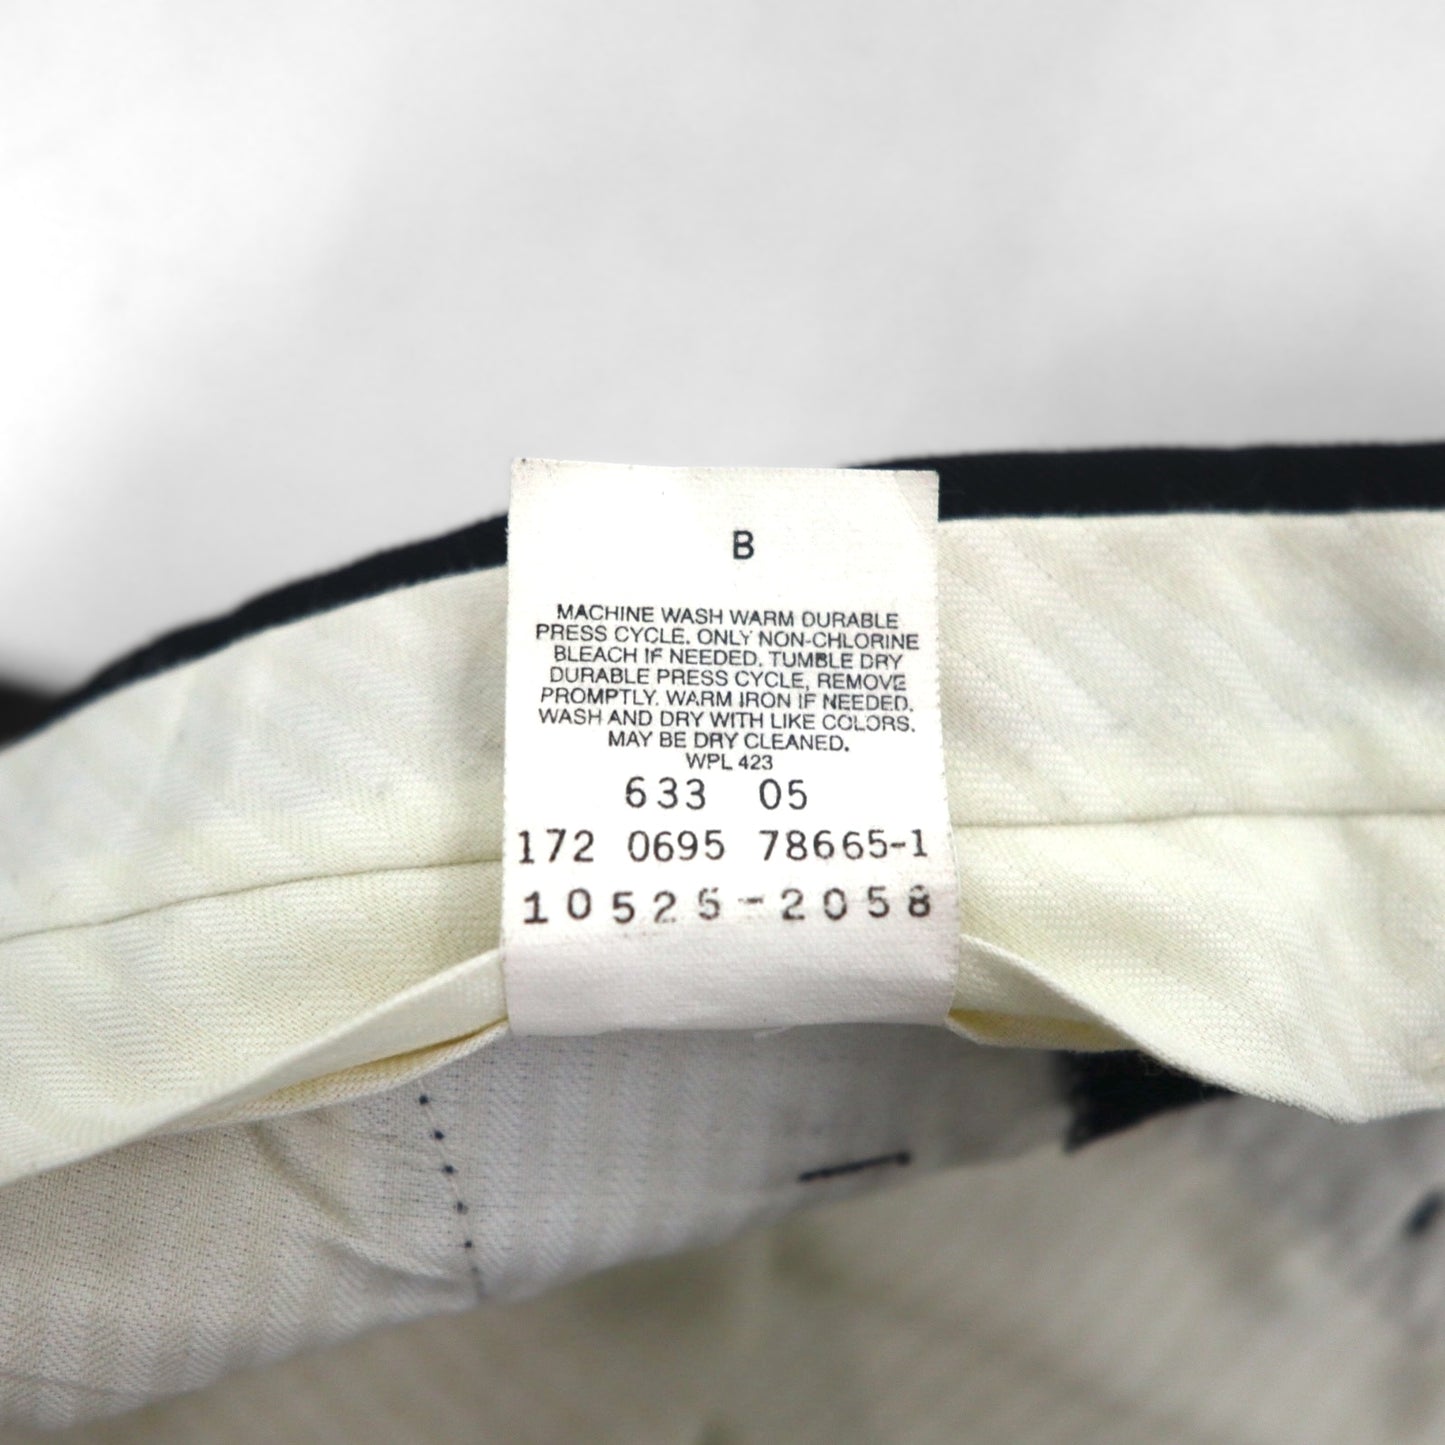 B
MACHINE WASH WARM DURABLE
PRESS CYCLE. ONLY NON-CHLORINE
BLEACH IF NEEDED. TUMBLE DRY
DURABLE PRESS CYCLE, REMOVE
PROMPTLY. WARM IRON IF NEEDED.
WASH AND DRY WITH LIKE COLORS.
MAY BE DRY CLEANED.
WPL 423
633 05
172 0695 78665-1
10525-2058